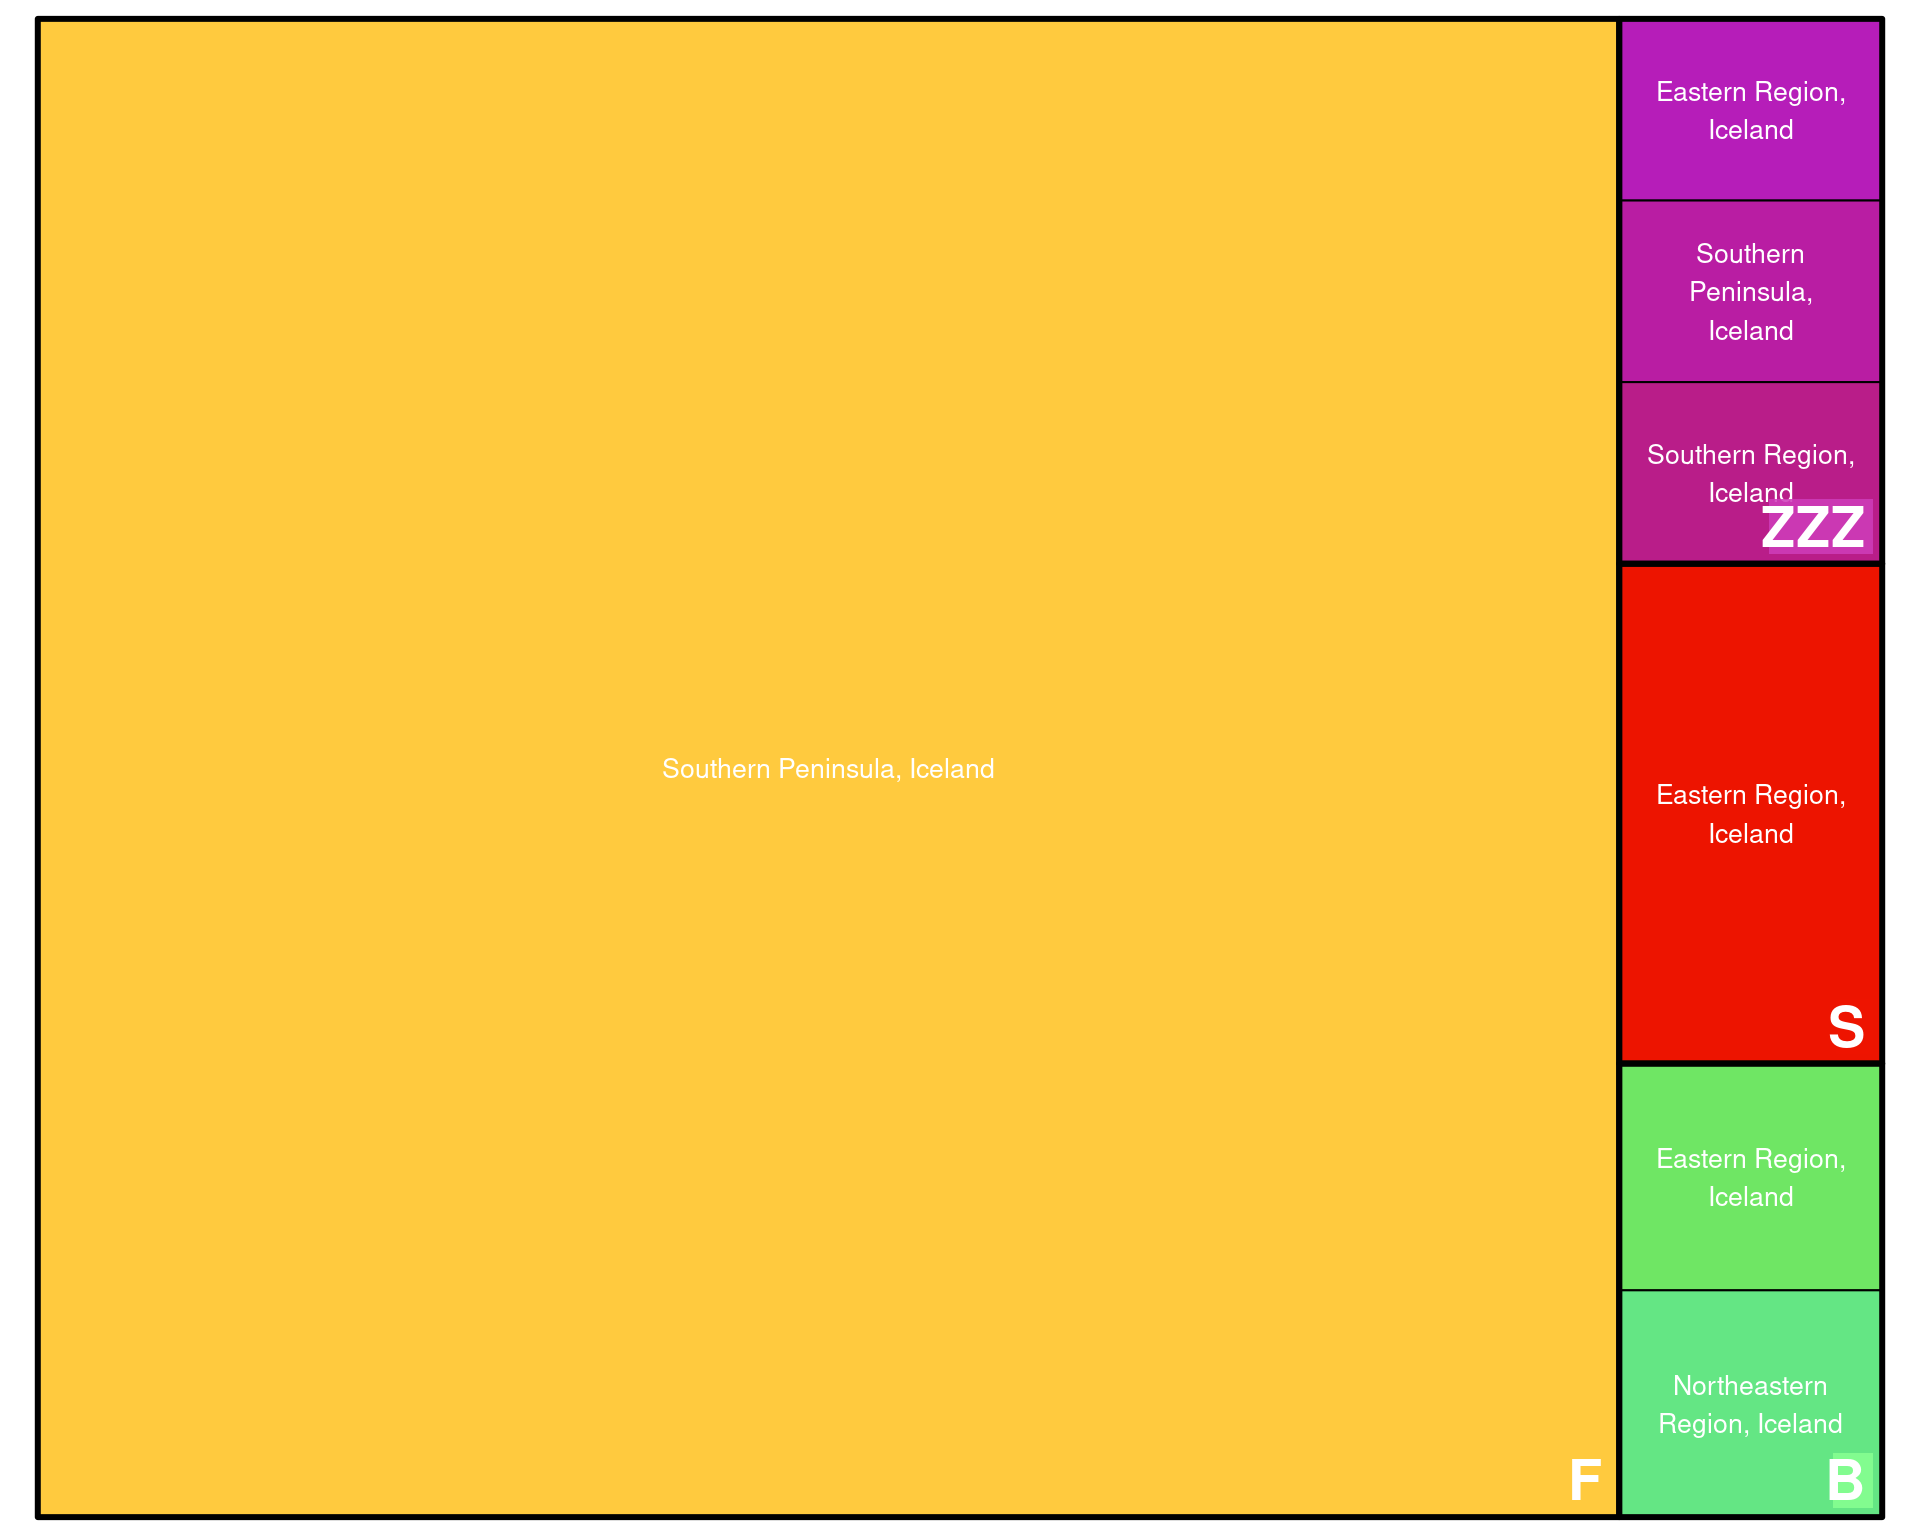 Southern Peninsula, Iceland
F
Eastern Region,
Iceland
Southern
Peninsula,
Iceland
Southern Region,
Iceland
ZZZ
Eastern Region,
Iceland
S
Eastern Region,
Iceland
Northeastern
Region, Iceland
B